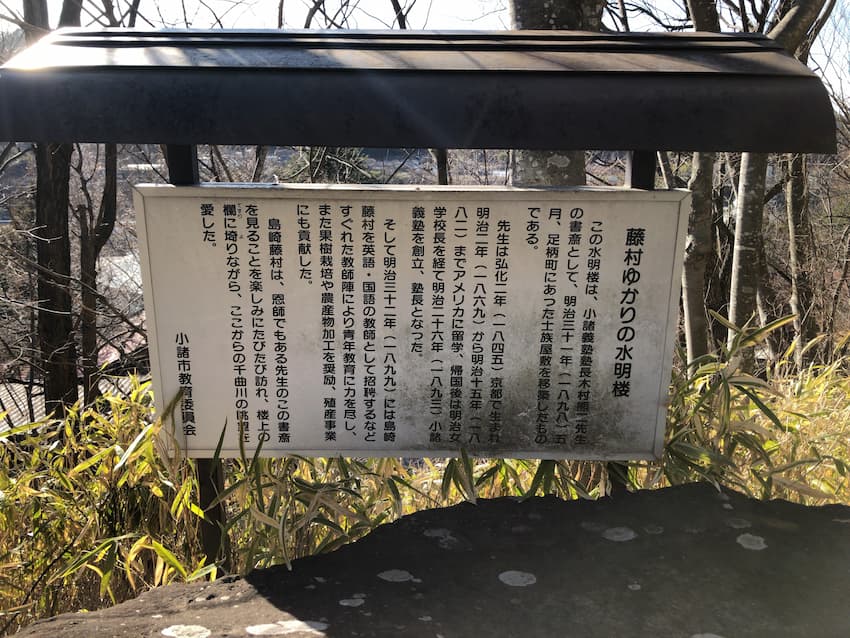 藤村ゆかりの水明楼
この水明楼は、小諸義塾塾長木村熊二先生
の書斎として、明治三十一年（一八九八）五
月、足柄町にあった士族屋敷を移築したもの
である。
先生は弘化二年（一八四五）京都で生まれ
明治二年（一八六九）から明治十五年（一八
八二）までアメリカに留学、帰国後は明治女
学校長を経て明治二十六年（一八九三）小諸
義塾を創立、塾長となった。
そして明治三十二年（一八九九）には島崎
藤村を英語・国語の教師として招聘するなど
すぐれた教師陣により青年教育に力を尽し、
また果樹栽培や農産物加工を奨励、殖産事業
にも貢献した。
島崎藤村は、恩師でもある先生のこの書斎
を見ることを楽しみにたびたび訪れ、楼上の
欄に埼りながら、ここからの千曲川の眺望を
愛した。
小諸市教育委員会